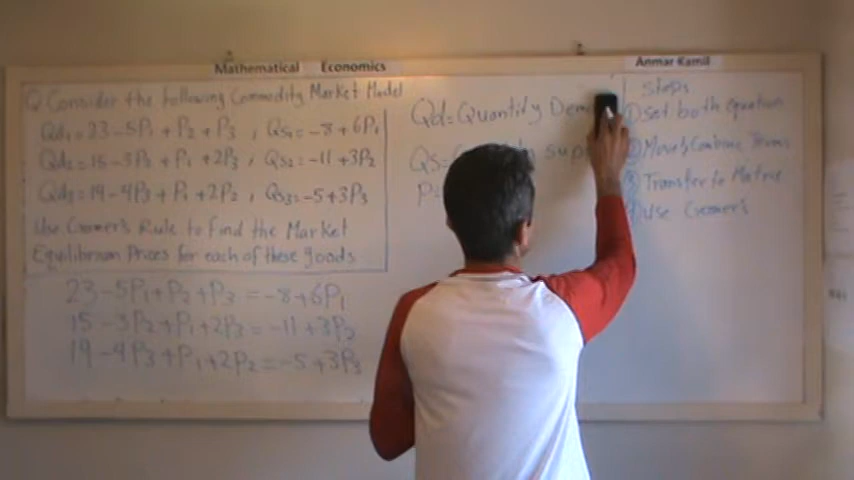 Mathematical Economics
Anmar Kamil
Q Consider the following Commodity Market Model
Qd1 = 23-5P1+P2+P3, Qs1=-8+6P1
Qd2 = 15-3P2+P1+2P3, Qs2=-11+3P2
Qd3 = 19-4P3+P1+2P2, Qs3=-5+3P3
Use Cramer's Rule to Find the Market
Equilibrium Prices for each of these goods
23-5P1+P2+P3 = -8+6P1
15-3P2+P1+2P3 = -11+3P2
19-4P3+P1+2P2 = -5+3P3
Qd=Quantity Dem
Qs=
P=
Steps
① Set both equation
② Move & Combine Terms
③ Transfer to Matrix
④ Use Cramer's